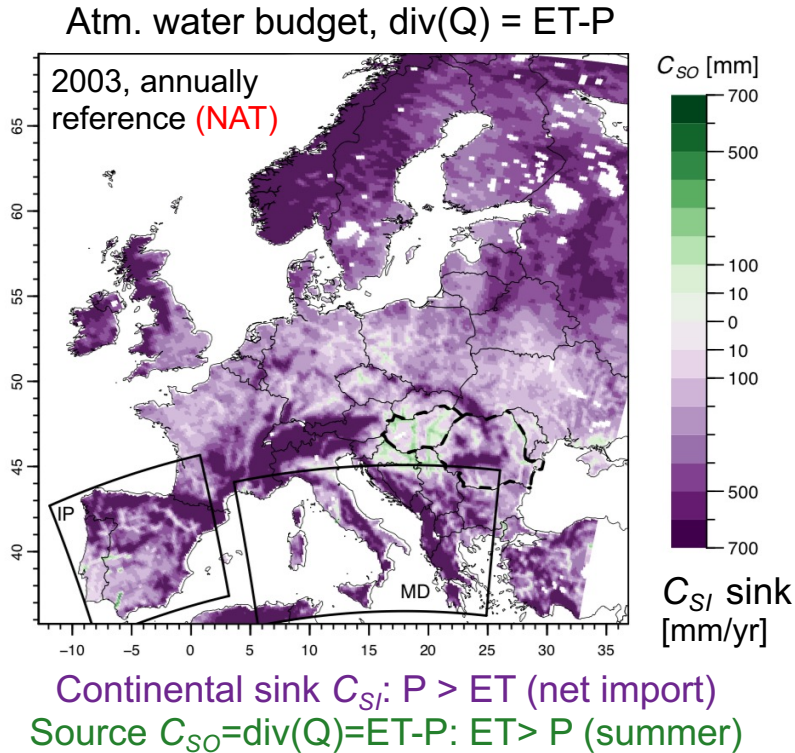 Atm. water budget, div(Q) = ET-P
2003, annually
reference (NAT)
C_SO [mm]
700
500
100
10
0
10
100
500
700
C_SI sink
[mm/yr]
65
60
55
50
45
40
IP
MD
−10 −5 0 5 10 15 20 25 30 35
Continental sink C_SI: P > ET (net import)
Source C_SO=div(Q)=ET-P: ET> P (summer)